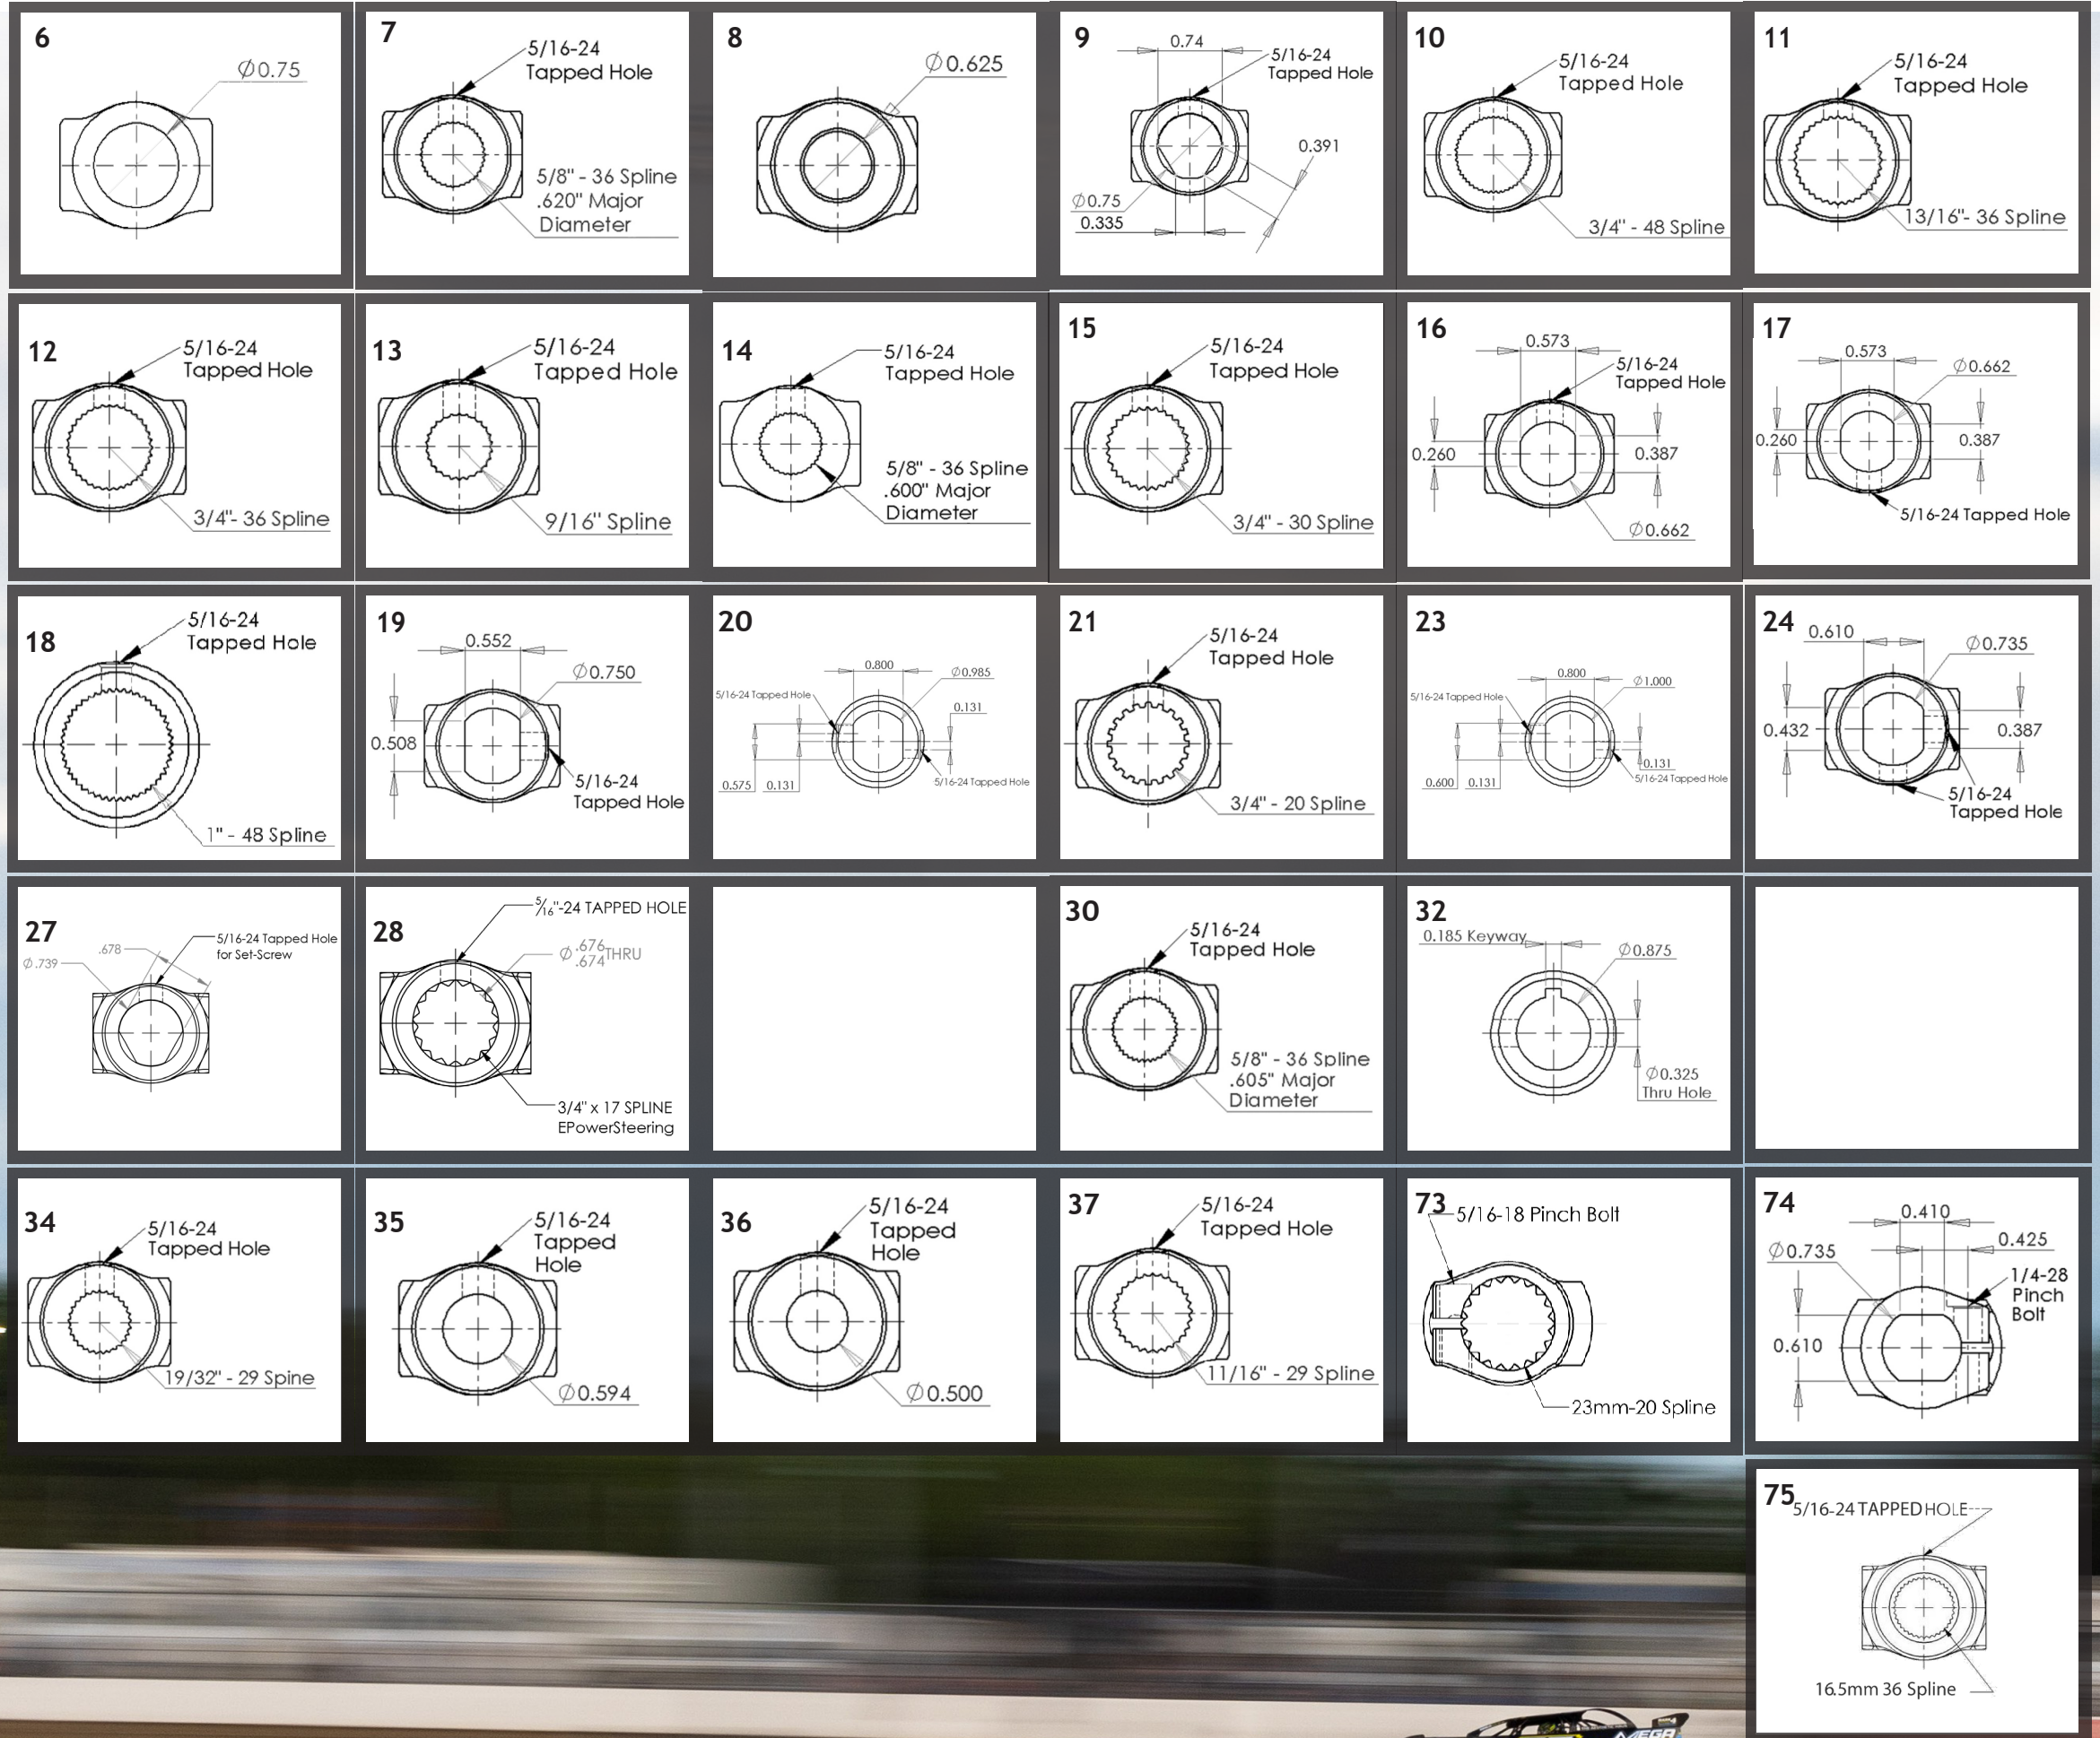 6
Ø0.75
7
5/16-24
Tapped Hole
5/8" - 36 Spline
.620" Major
Diameter
8
Ø0.625
9
0.74
5/16-24
Tapped Hole
0.391
Ø0.75
0.335
10
5/16-24
Tapped Hole
3/4" - 48 Spline
11
5/16-24
Tapped Hole
13/16"- 36 Spline
12
5/16-24
Tapped Hole
3/4"- 36 Spline
13
5/16-24
Tapped Hole
9/16" Spline
14
5/16-24
Tapped Hole
5/8" - 36 Spline
.600" Major
Diameter
15
5/16-24
Tapped Hole
3/4" - 30 Spline
16
0.573
5/16-24
Tapped Hole
0.260
0.387
Ø0.662
17
0.573
Ø0.662
0.260
0.387
5/16-24 Tapped Hole
18
5/16-24
Tapped Hole
1" - 48 Spline
19
0.552
Ø0.750
0.508
5/16-24
Tapped Hole
20
0.800
Ø0.985
5/16-24 Tapped Hole
0.131
5/16-24 Tapped Hole
0.575
0.131
21
5/16-24
Tapped Hole
3/4" - 20 Spline
23
0.800
Ø1.000
5/16-24 Tapped Hole
0.131
5/16-24 Tapped Hole
0.600
0.131
24
0.610
Ø0.735
0.432
0.387
5/16-24
Tapped Hole
27
.678
Ø.739
5/16-24 Tapped Hole
for Set-Screw
28
5/16"-24 TAPPED HOLE
Ø .676 THRU
.674
3/4" x 17 SPLINE
EPowerSteering
30
5/16-24
Tapped Hole
5/8" - 36 Spline
.605" Major
Diameter
32
0.185 Keyway
Ø0.875
Ø0.325
Thru Hole
34
5/16-24
Tapped Hole
19/32" - 29 Spine
35
5/16-24
Tapped
Hole
Ø0.594
36
5/16-24
Tapped
Hole
Ø0.500
37
5/16-24
Tapped Hole
11/16" - 29 Spline
73
5/16-18 Pinch Bolt
23mm-20 Spline
74
0.410
0.425
Ø0.735
1/4-28
Pinch
Bolt
0.610
75
5/16-24 TAPPED HOLE
16.5mm 36 Spline
MEGA